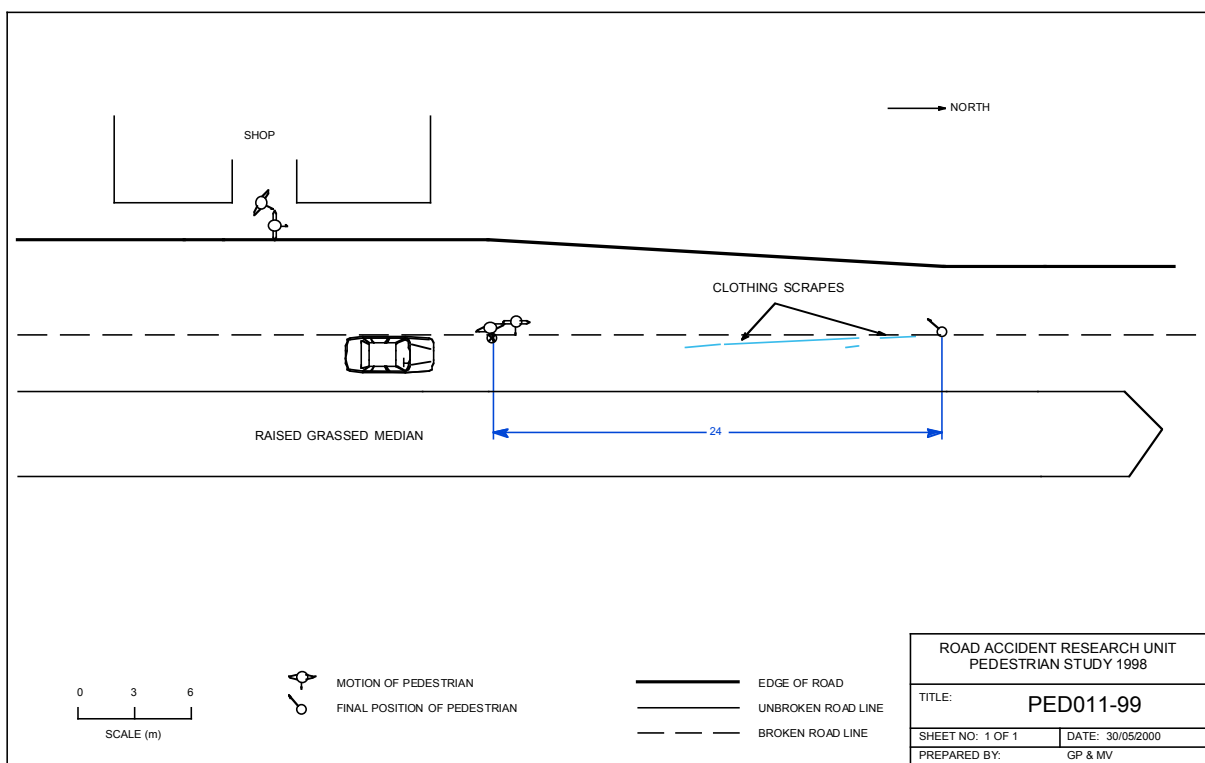 NORTH
SHOP
CLOTHING SCRAPES
24
RAISED GRASSED MEDIAN
0 3 6
SCALE (m)
MOTION OF PEDESTRIAN
FINAL POSITION OF PEDESTRIAN
EDGE OF ROAD
UNBROKEN ROAD LINE
BROKEN ROAD LINE
ROAD ACCIDENT RESEARCH UNIT
PEDESTRIAN STUDY 1998
TITLE: PED011-99
SHEET NO: 1 OF 1 DATE: 30/05/2000
PREPARED BY: GP & MV